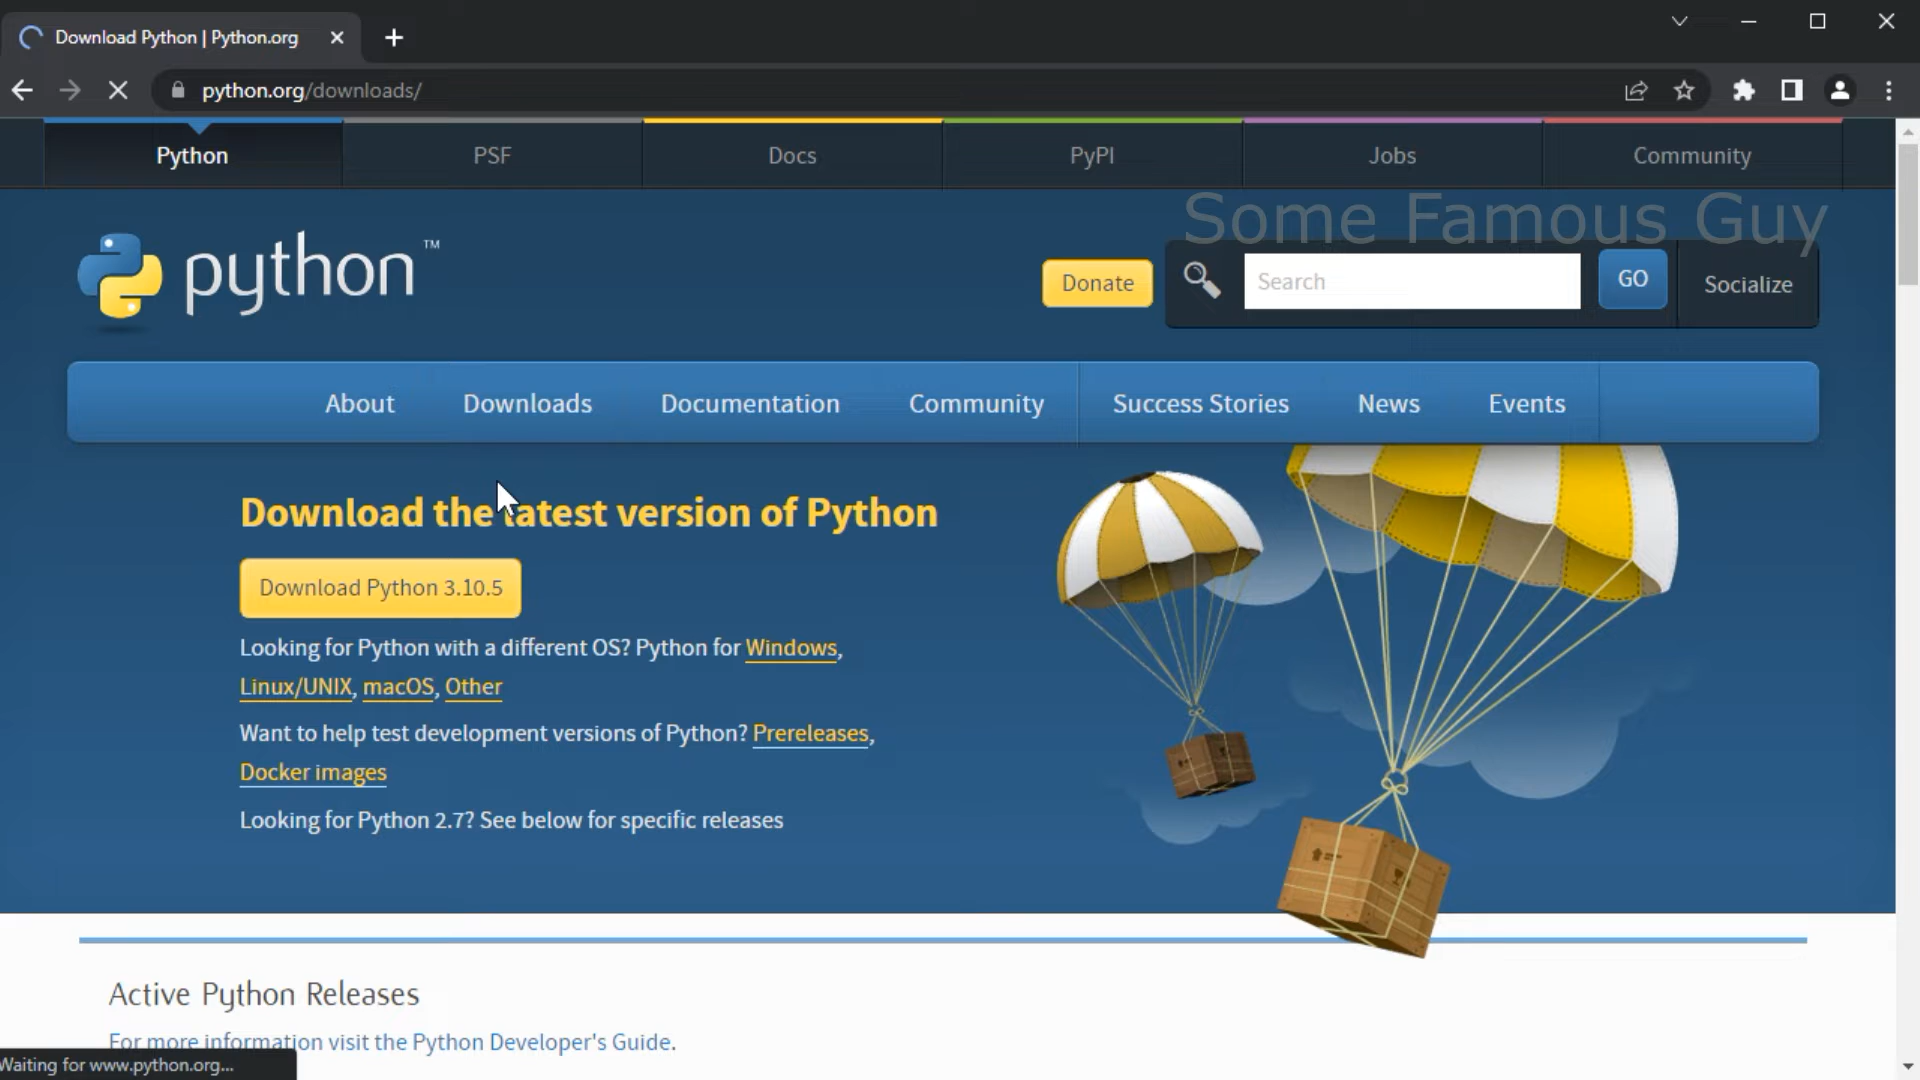 Download Python | Python.org
python.org/downloads/
Python
PSF
Docs
PyPI
Jobs
Community
Some Famous Guy
python™
Donate
Search
GO
Socialize
About
Downloads
Documentation
Community
Success Stories
News
Events
Download the latest version of Python
Download Python 3.10.5
Looking for Python with a different OS? Python for Windows,
Linux/UNIX, macOS, Other
Want to help test development versions of Python? Prereleases,
Docker images
Looking for Python 2.7? See below for specific releases
Active Python Releases
For more information visit the Python Developer's Guide.
Waiting for www.python.org...